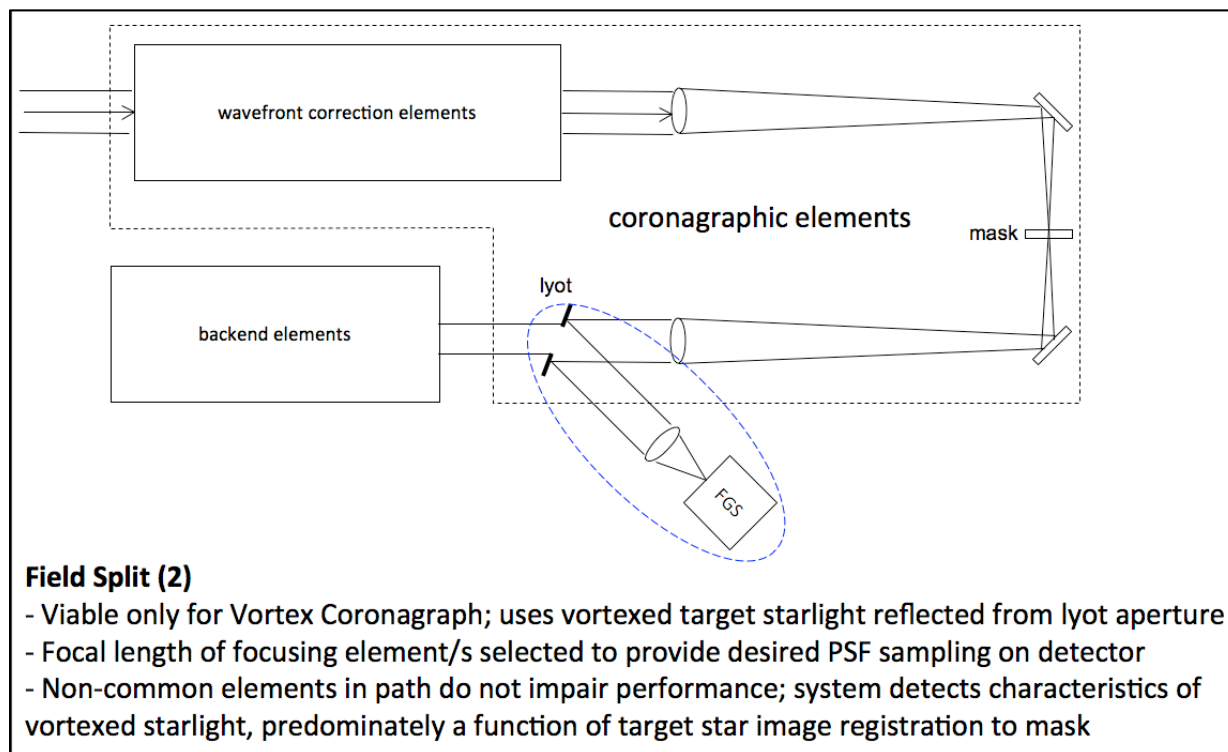 wavefront correction elements
coronagraphic elements
mask
lyot
backend elements
FGS
Field Split (2)
- Viable only for Vortex Coronagraph; uses vortexed target starlight reflected from lyot aperture
- Focal length of focusing element/s selected to provide desired PSF sampling on detector
- Non-common elements in path do not impair performance; system detects characteristics of
vortexed starlight, predominately a function of target star image registration to mask